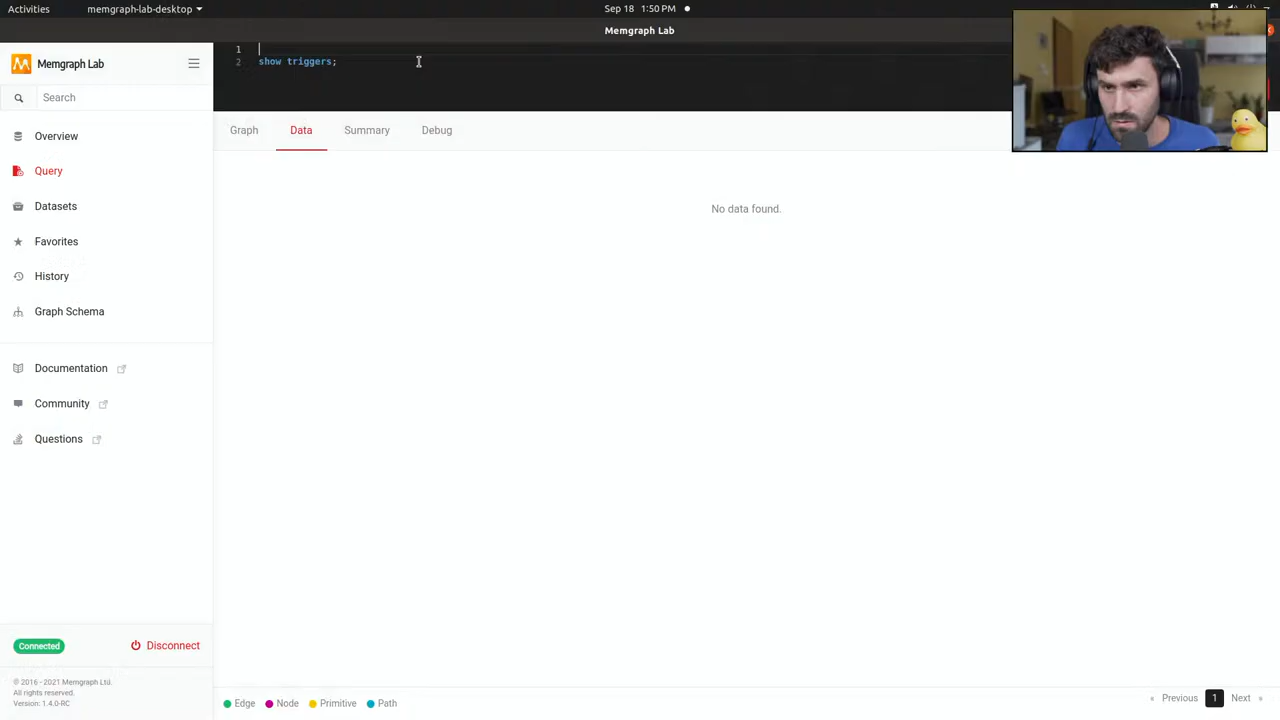 Activities
memgraph-lab-desktop
Sep 18 1:50 PM
Memgraph Lab
Memgraph Lab
Search
Overview
Query
Datasets
Favorites
History
Graph Schema
Documentation
Community
Questions
Connected
Disconnect
© 2016 - 2021 Memgraph Ltd.
All rights reserved.
Version: 1.4.0-RC
1
2 show triggers;
Graph Data Summary Debug
No data found.
Edge Node Primitive Path
« Previous 1 Next »